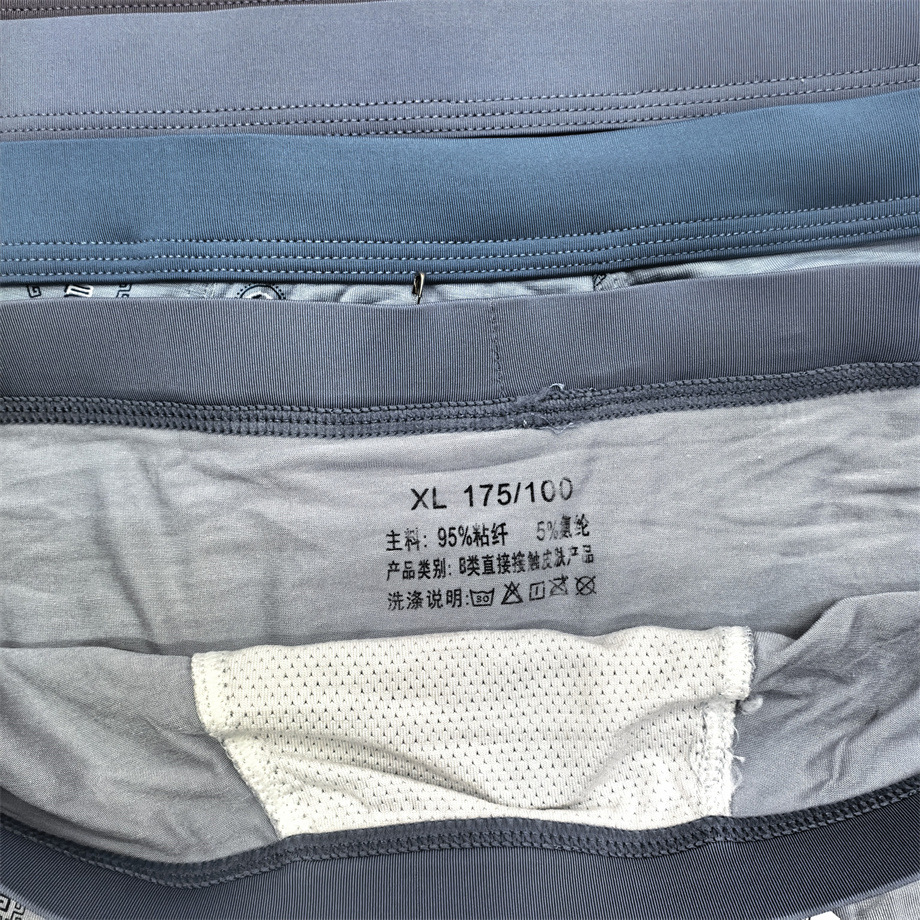 XL 175/100
主料: 95%粘纤 5%氨纶
产品类别: B类直接接触皮肤产品
洗涤说明: 30